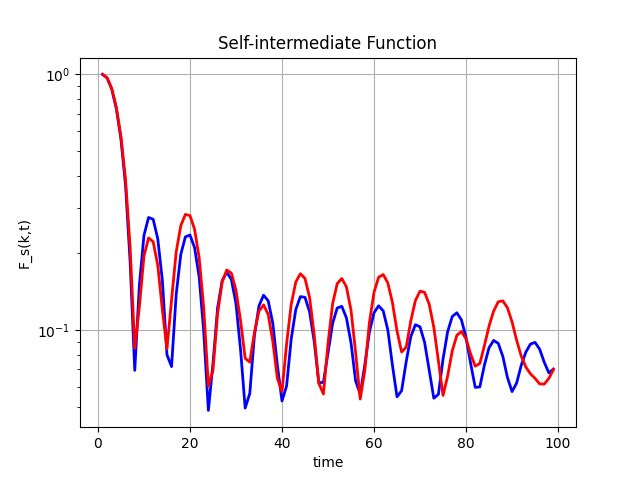 Self-intermediate Function
10^0
10^{-1}
F_s(k,t)
0 20 40 60 80 100
time